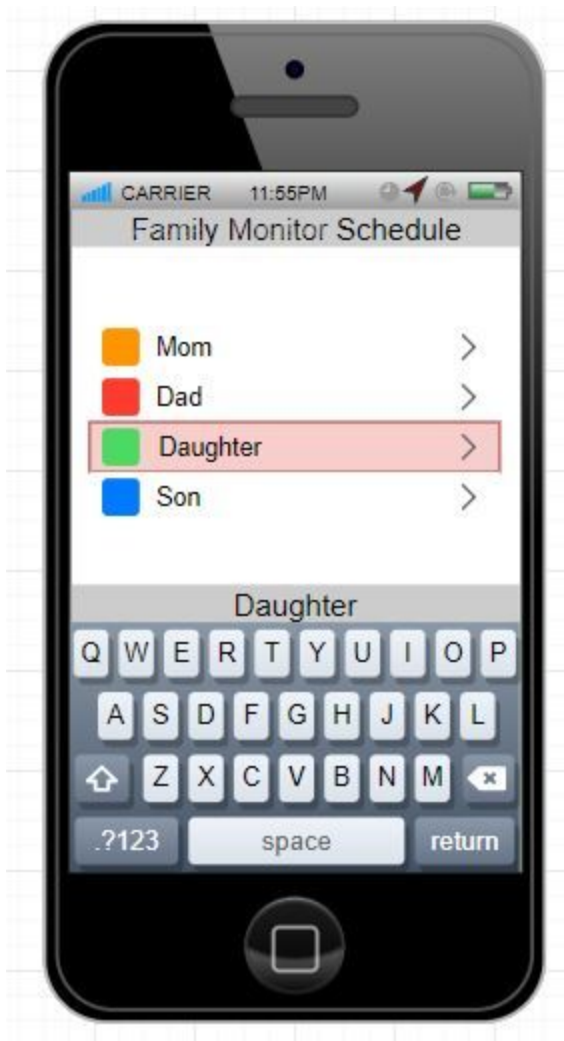 CARRIER 11:55PM
Family Monitor Schedule
Mom
Dad
Daughter
Son
Daughter
Q W E R T Y U I O P
A S D F G H J K L
Z X C V B N M
.?123 space return